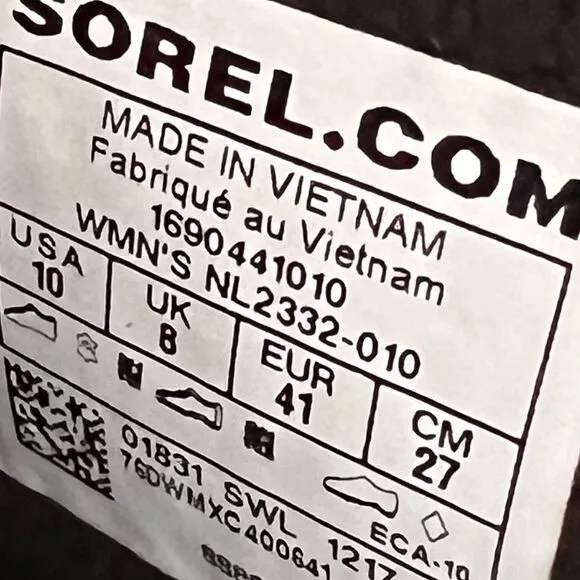 SOREL.COM
MADE IN VIETNAM
Fabriqué au Vietnam
1690441010
WMN'S NL2332-010
USA UK EUR CM
10 8 41 27
ECA-10
01831 SWL 1217
76DWMXC400641